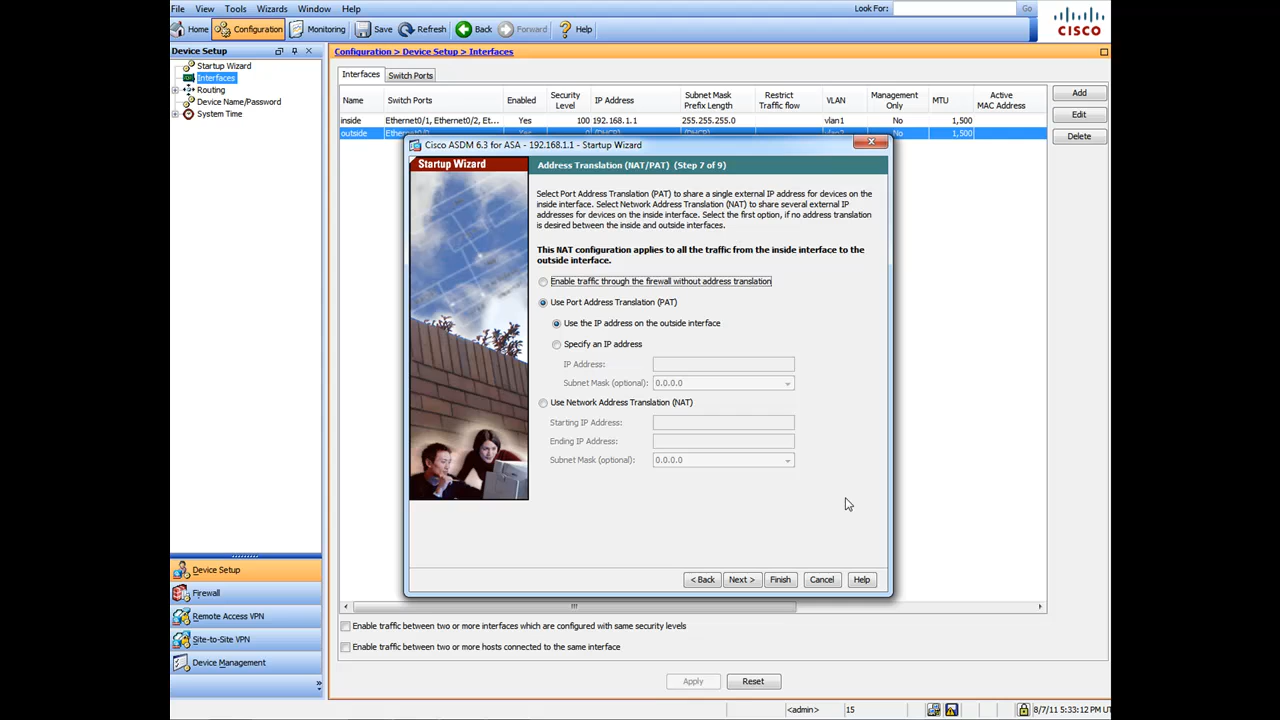 File View Tools Wizards Window Help Look For: Go
Home Configuration Monitoring Save Refresh Back Forward Help
CISCO
Device Setup
Startup Wizard
Interfaces
Routing
Device Name/Password
System Time
Device Setup
Firewall
Remote Access VPN
Site-to-Site VPN
Device Management
Configuration > Device Setup > Interfaces
Interfaces Switch Ports
Name Switch Ports Enabled Security Level IP Address Subnet Mask Prefix Length Restrict Traffic flow VLAN Management Only MTU Active MAC Address
inside Ethernet0/1, Ethernet0/2, Et... Yes 100 192.168.1.1 255.255.255.0 vlan1 No 1,500
outside Ethernet0/0 Yes 0 (DHCP) (DHCP) vlan2 No 1,500
Add
Edit
Delete
Cisco ASDM 6.3 for ASA - 192.168.1.1 - Startup Wizard
Startup Wizard
Address Translation (NAT/PAT) (Step 7 of 9)
Select Port Address Translation (PAT) to share a single external IP address for devices on the
inside interface. Select Network Address Translation (NAT) to share several external IP
addresses for devices on the inside interface. Select the first option, if no address translation
is desired between the inside and outside interfaces.
This NAT configuration applies to all the traffic from the inside interface to the
outside interface.
Enable traffic through the firewall without address translation
Use Port Address Translation (PAT)
Use the IP address on the outside interface
Specify an IP address
IP Address:
Subnet Mask (optional): 0.0.0.0
Use Network Address Translation (NAT)
Starting IP Address:
Ending IP Address:
Subnet Mask (optional): 0.0.0.0
< Back Next > Finish Cancel Help
Enable traffic between two or more interfaces which are configured with same security levels
Enable traffic between two or more hosts connected to the same interface
Apply Reset
<admin> 15 8/7/11 5:33:12 PM